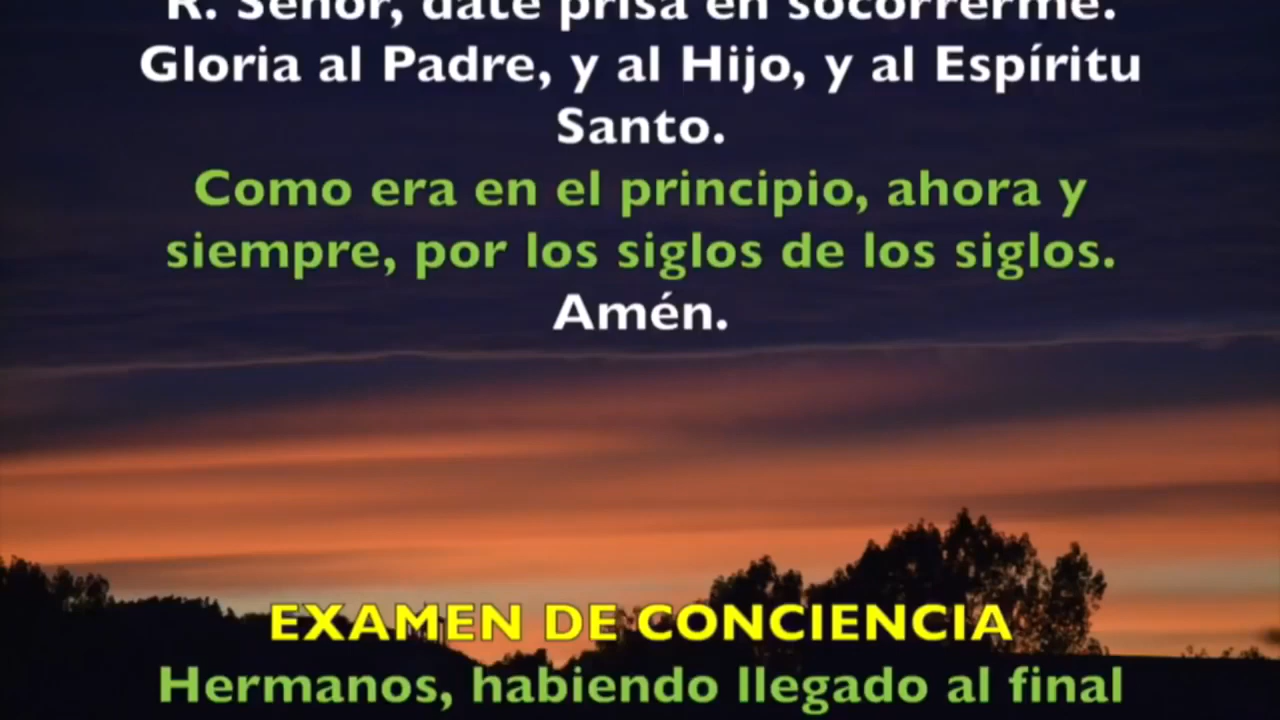 R. Señor, date prisa en socorrerme.
Gloria al Padre, y al Hijo, y al Espíritu
Santo.
Como era en el principio, ahora y
siempre, por los siglos de los siglos.
Amén.
EXAMEN DE CONCIENCIA
Hermanos, habiendo llegado al final